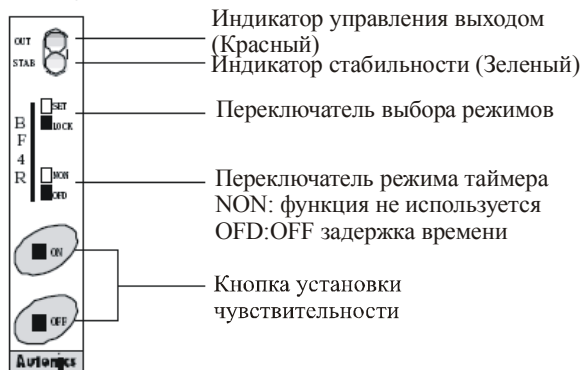 Индикатор управления выходом
OUT
(Красный)
STAB
Индикатор стабильности (Зеленый)
SET
Переключатель выбора режимов
LOCK
B
F
4
R
NON
Переключатель режима таймера
NON: функция не используется
OFD
OFD:OFF задержка времени
ON
Кнопка установки
чувствительности
OFF
Autonics